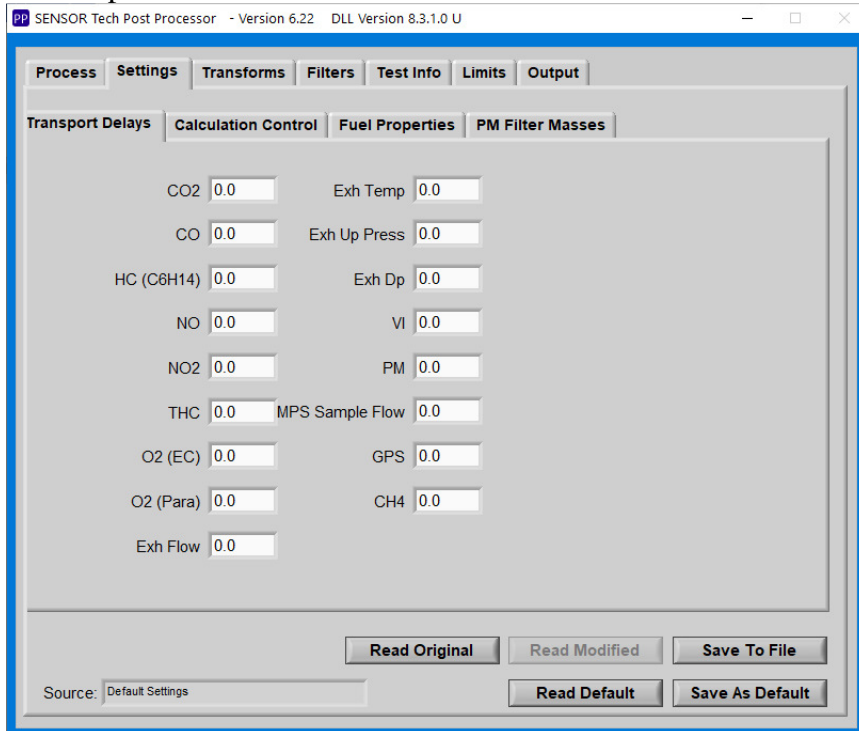 PP SENSOR Tech Post Processor - Version 6.22 DLL Version 8.3.1.0 U
Process Settings Transforms Filters Test Info Limits Output
Transport Delays Calculation Control Fuel Properties PM Filter Masses
CO2 0.0 Exh Temp 0.0
CO 0.0 Exh Up Press 0.0
HC (C6H14) 0.0 Exh Dp 0.0
NO 0.0 VI 0.0
NO2 0.0 PM 0.0
THC 0.0 MPS Sample Flow 0.0
O2 (EC) 0.0 GPS 0.0
O2 (Para) 0.0 CH4 0.0
Exh Flow 0.0
Read Original Read Modified Save To File
Source: Default Settings Read Default Save As Default